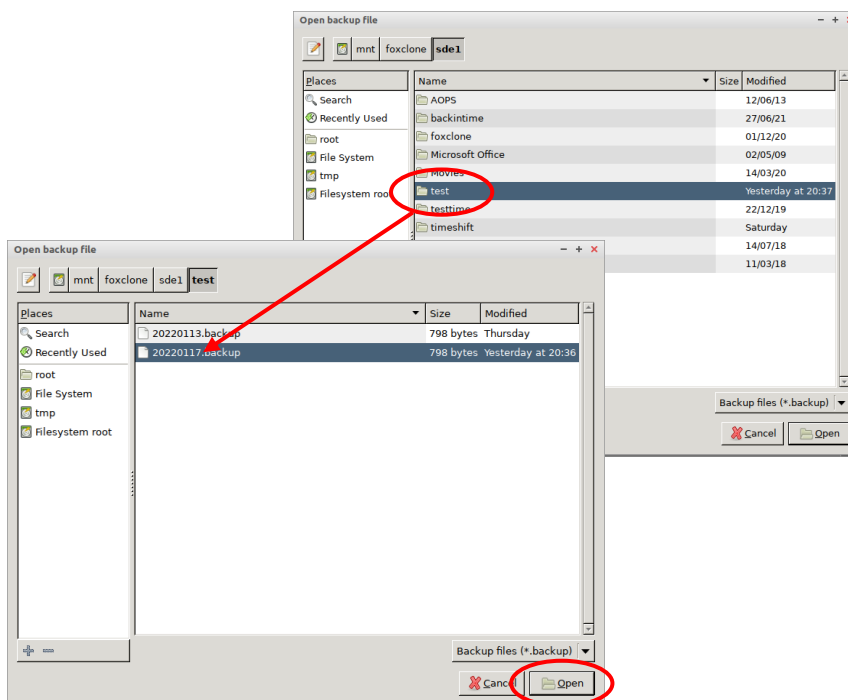 Open backup file
mnt foxclone sde1
Places
Search
Recently Used
root
File System
tmp
Filesystem root
Name Size Modified
AOPS 12/06/13
backintime 27/06/21
foxclone 01/12/20
Microsoft Office 02/05/09
Movies 14/03/20
test Yesterday at 20:37
testtime 22/12/19
timeshift Saturday
14/07/18
11/03/18
Backup files (*.backup)
Cancel Open
Open backup file
mnt foxclone sde1 test
Places
Search
Recently Used
root
File System
tmp
Filesystem root
Name Size Modified
20220113.backup 798 bytes Thursday
20220117.backup 798 bytes Yesterday at 20:36
Backup files (*.backup)
Cancel Open